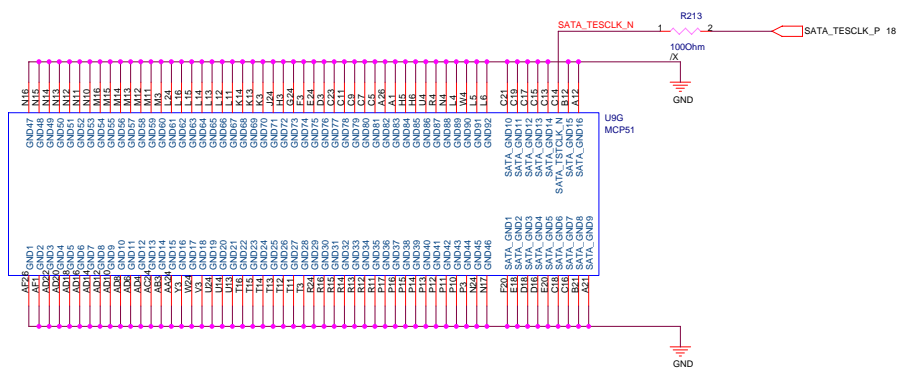 R213
SATA_TESCLK_N
1
2
SATA_TESCLK_P 18
100Ohm
/X
GND
N16 N15 N14 N13 N12 N11 N10 M16 M15 M14 M13 M12 M11 M3 L24 L16 L15 L14 L13 L12 L11 K14 K13 K3 J24 H3 G24 F3 E24 D3 C23 C11 C9 C7 C5 A26 A1 H5 H6 U4 R4 N4 L4 W4 L5 L6 C21 C19 C17 C15 C13 C14 B12 A12
U9G
MCP51
GND47 GND48 GND49 GND50 GND51 GND52 GND53 GND54 GND55 GND56 GND57 GND58 GND59 GND60 GND61 GND62 GND63 GND64 GND65 GND66 GND67 GND68 GND69 GND70 GND71 GND72 GND73 GND74 GND75 GND76 GND77 GND78 GND79 GND80 GND81 GND82 GND83 GND84 GND85 GND86 GND87 GND88 GND89 GND90 GND91 GND92 SATA_GND10 SATA_GND11 SATA_GND12 SATA_GND13 SATA_GND14 SATA_TSTCLK_N SATA_GND15 SATA_GND16
GND1 GND2 GND3 GND4 GND5 GND6 GND7 GND8 GND9 GND10 GND11 GND12 GND13 GND14 GND15 GND16 GND17 GND18 GND19 GND20 GND21 GND22 GND23 GND24 GND25 GND26 GND27 GND28 GND29 GND30 GND31 GND32 GND33 GND34 GND35 GND36 GND37 GND38 GND39 GND40 GND41 GND42 GND43 GND44 GND45 GND46 SATA_GND1 SATA_GND2 SATA_GND3 SATA_GND4 SATA_GND5 SATA_GND6 SATA_GND7 SATA_GND8 SATA_GND9
AF26 AF1 AD22 AD20 AD18 AD16 AD14 AD12 AD10 AD8 AD6 AD4 AC24 AB3 AA24 Y3 W24 V3 U24 U14 U13 T16 T15 T14 T13 T12 T11 T3 R24 R16 R15 R14 R13 R12 R11 P17 P16 P15 P14 P13 P12 P11 P10 P3 N24 N17 F20 E18 D18 D16 E20 C18 C16 B21 A21
GND